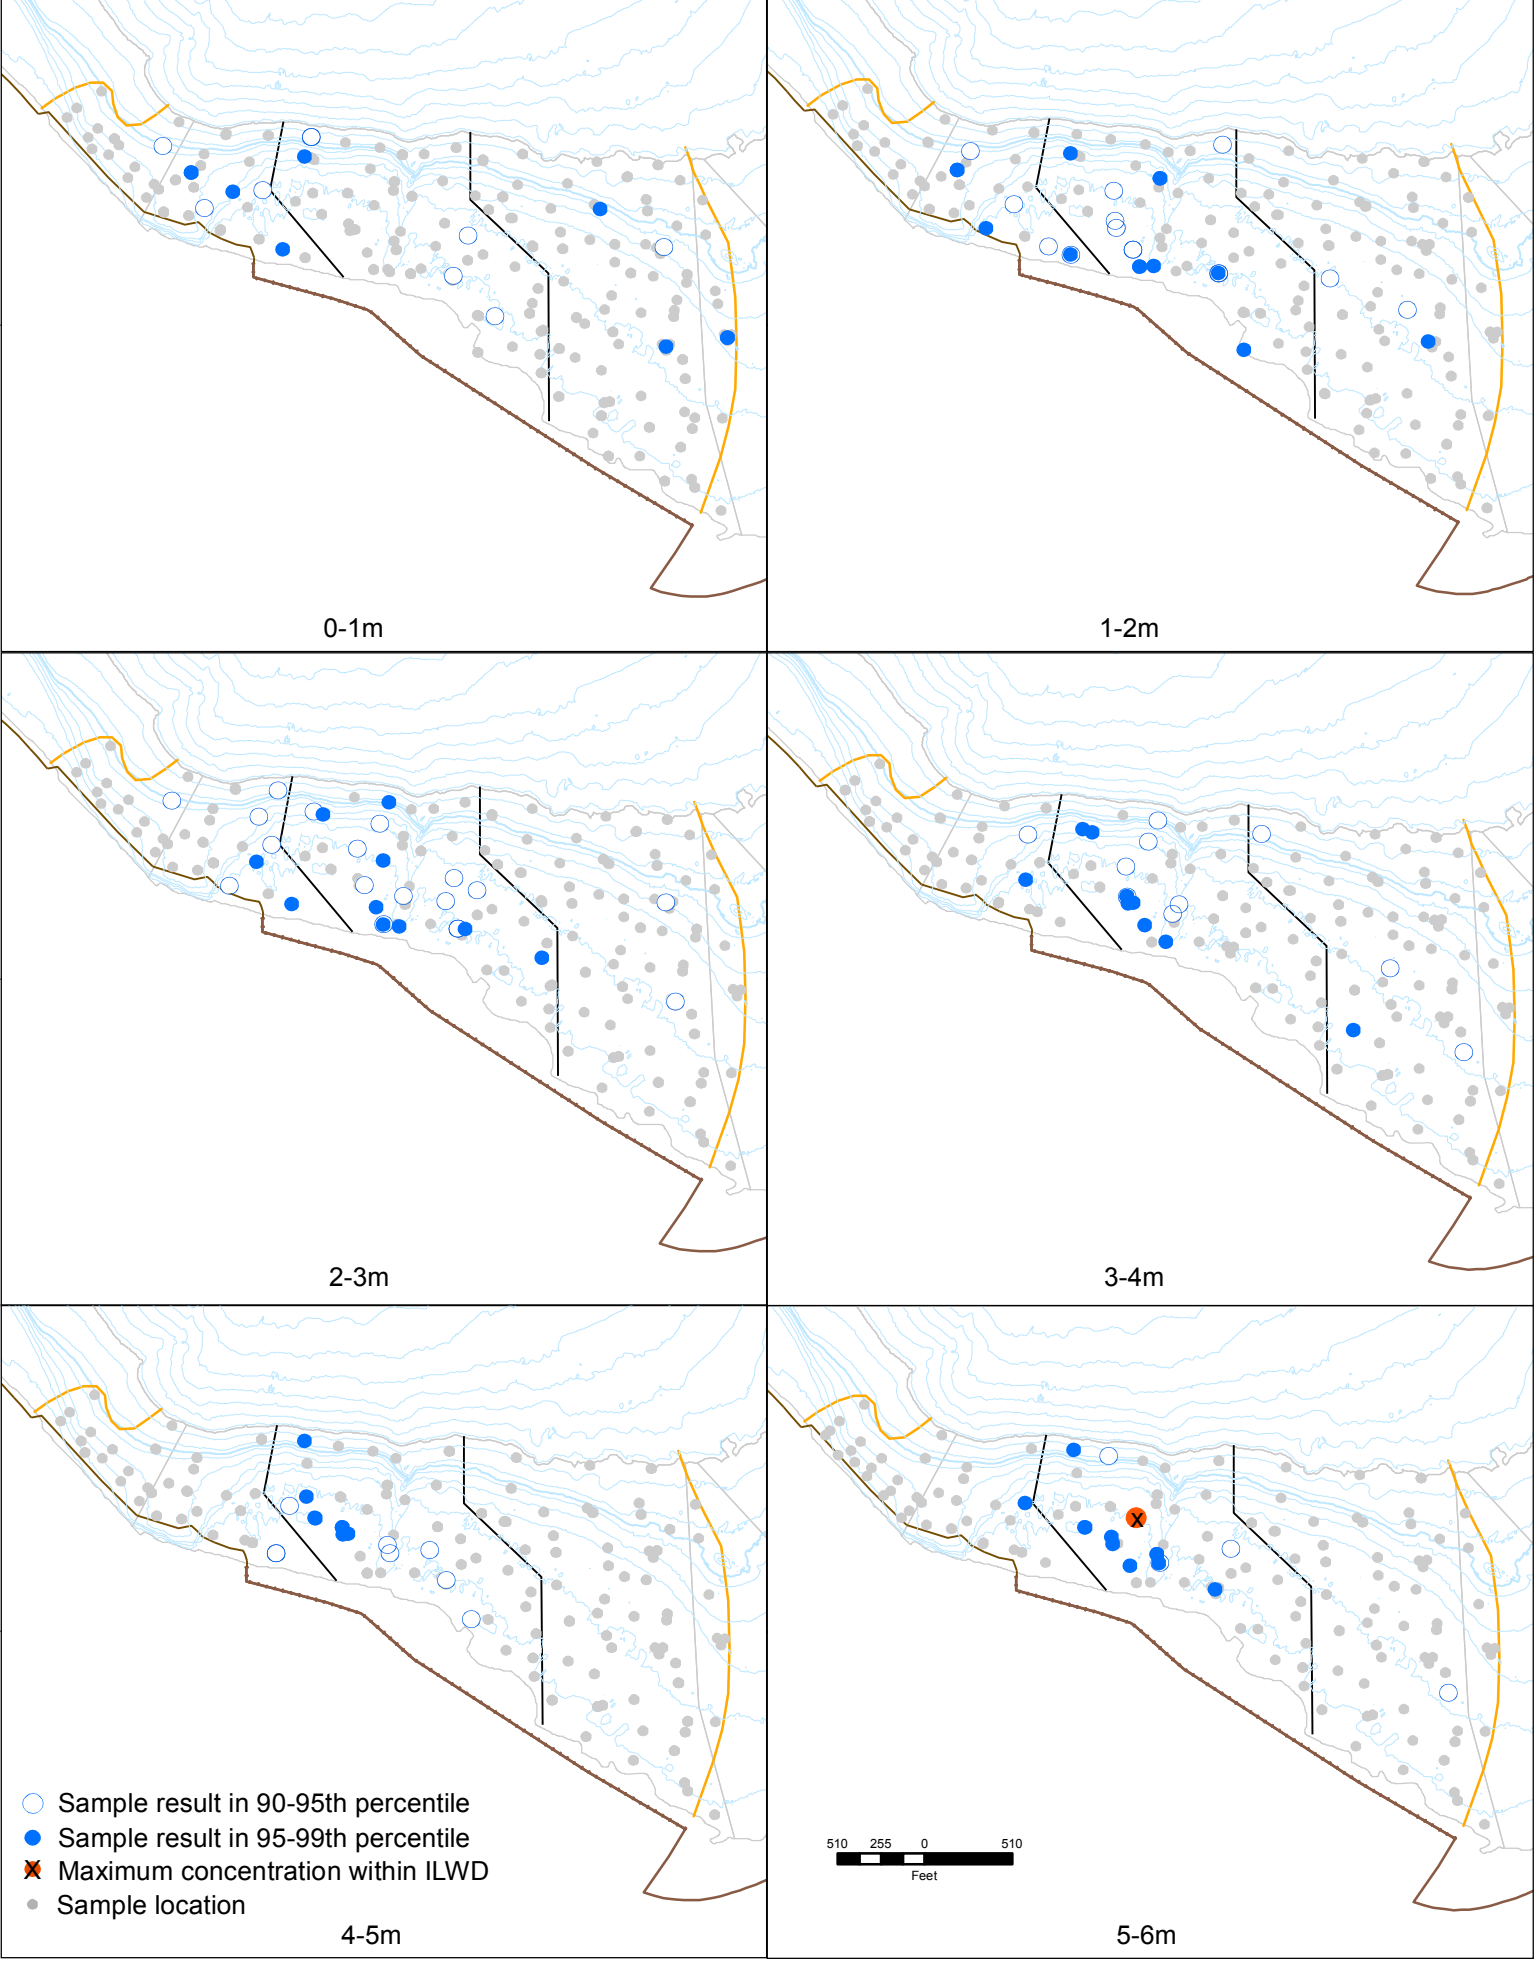 0-1m
1-2m
2-3m
3-4m
Sample result in 90-95th percentile
Sample result in 95-99th percentile
X Maximum concentration within ILWD
Sample location
4-5m
X
510 255 0 510
Feet
5-6m